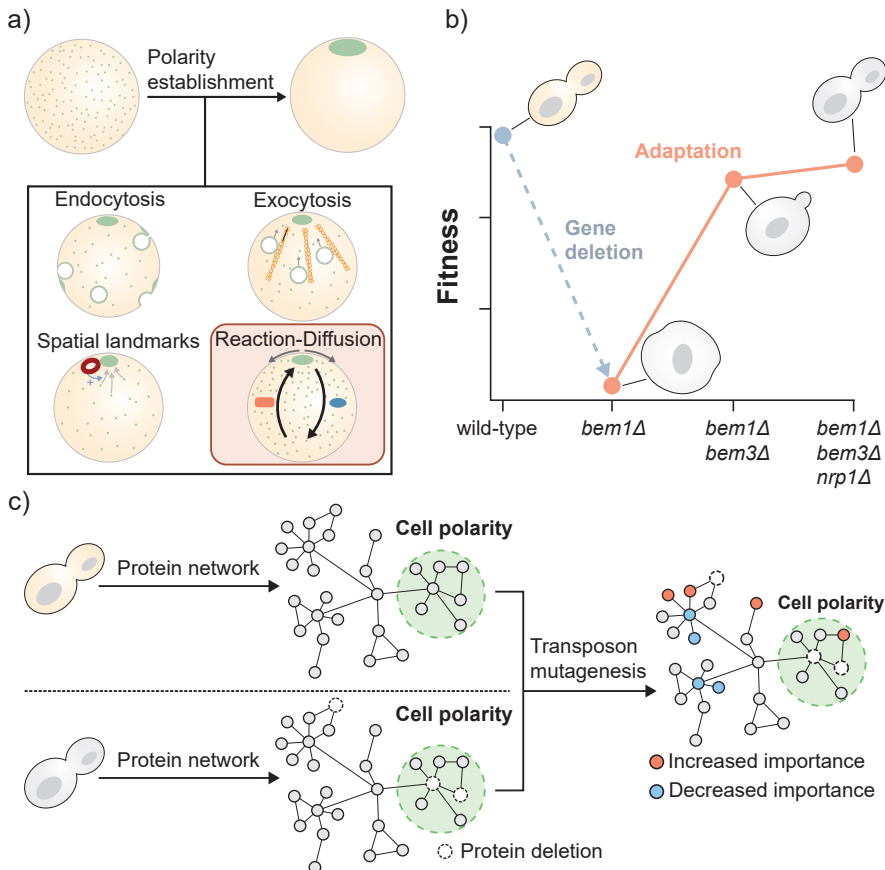 a)
Polarity
establishment
Endocytosis
Exocytosis
Spatial landmarks
+
Reaction-Diffusion
b)
Fitness
Adaptation
Gene
deletion
wild-type
bem1Δ
bem1Δ
bem3Δ
bem1Δ
bem3Δ
nrp1Δ
c)
Protein network
Cell polarity
Protein network
Cell polarity
Protein deletion
Transposon
mutagenesis
Cell polarity
Increased importance
Decreased importance